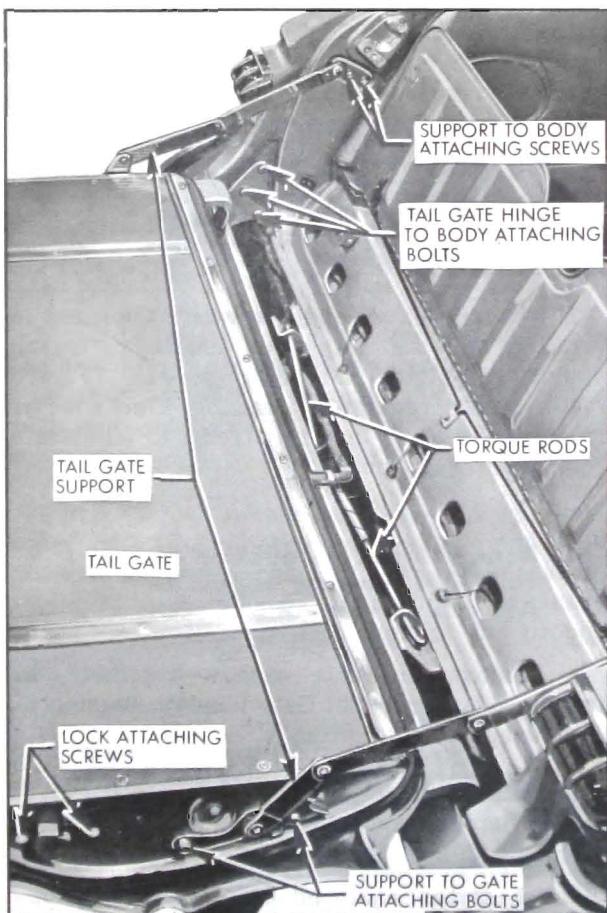 SUPPORT TO BODY
ATTACHING SCREWS
TAIL GATE HINGE
TO BODY ATTACHING
BOLTS
TORQUE RODS
TAIL GATE
SUPPORT
TAIL GATE
LOCK ATTACHING
SCREWS
SUPPORT TO GATE
ATTACHING BOLTS